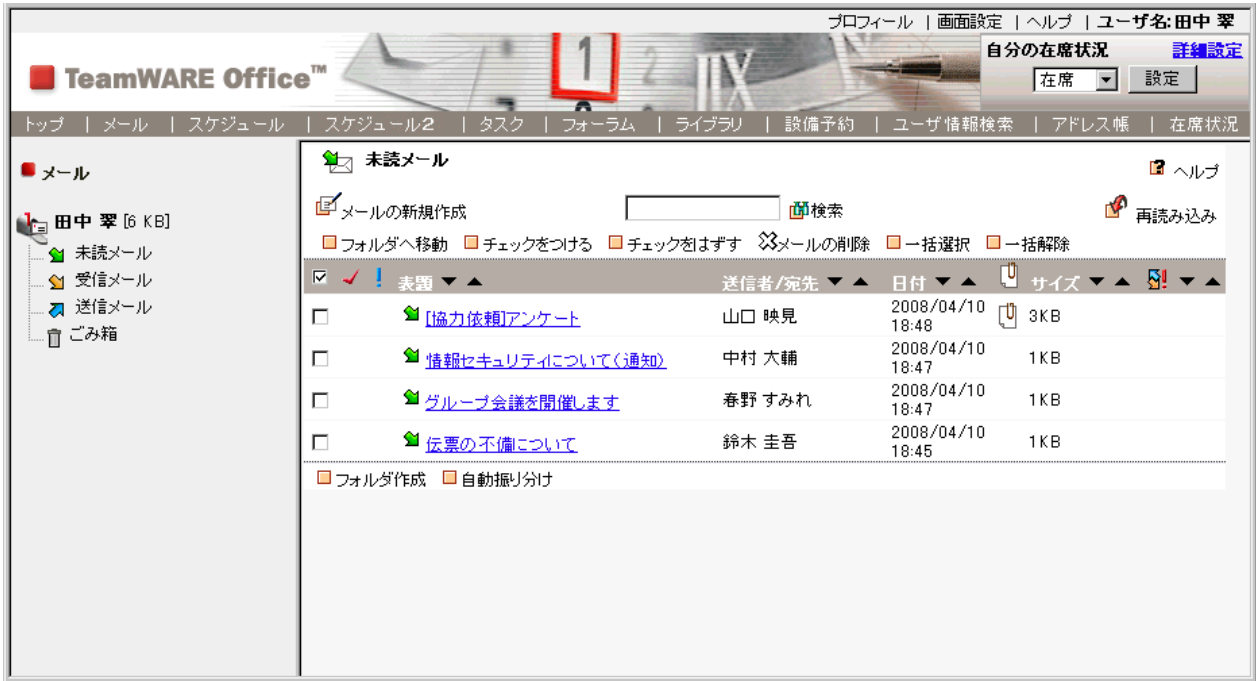 プロフィール | 画面設定 | ヘルプ | ユーザ名:田中 翠
TeamWARE Office™
自分の在席状況 詳細設定
在席 設定
トップ | メール | スケジュール | スケジュール2 | タスク | フォーラム | ライブラリ | 設備予約 | ユーザ情報検索 | アドレス帳 | 在席状況
メール
田中 翠 [6 KB]
未読メール
受信メール
送信メール
ごみ箱
未読メール
ヘルプ
メールの新規作成 検索 再読み込み
フォルダへ移動 チェックをつける チェックをはずす メールの削除 一括選択 一括解除
表題 ▼ ▲ 送信者/宛先 ▼ ▲ 日付 ▼ ▲ サイズ ▼ ▲ ▼ ▲
[協力依頼]アンケート 山口 映見 2008/04/10 18:48 3KB
情報セキュリティについて(通知) 中村 大輔 2008/04/10 18:47 1KB
グループ会議を開催します 春野 すみれ 2008/04/10 18:47 1KB
伝票の不備について 鈴木 圭吾 2008/04/10 18:45 1KB
フォルダ作成 自動振り分け